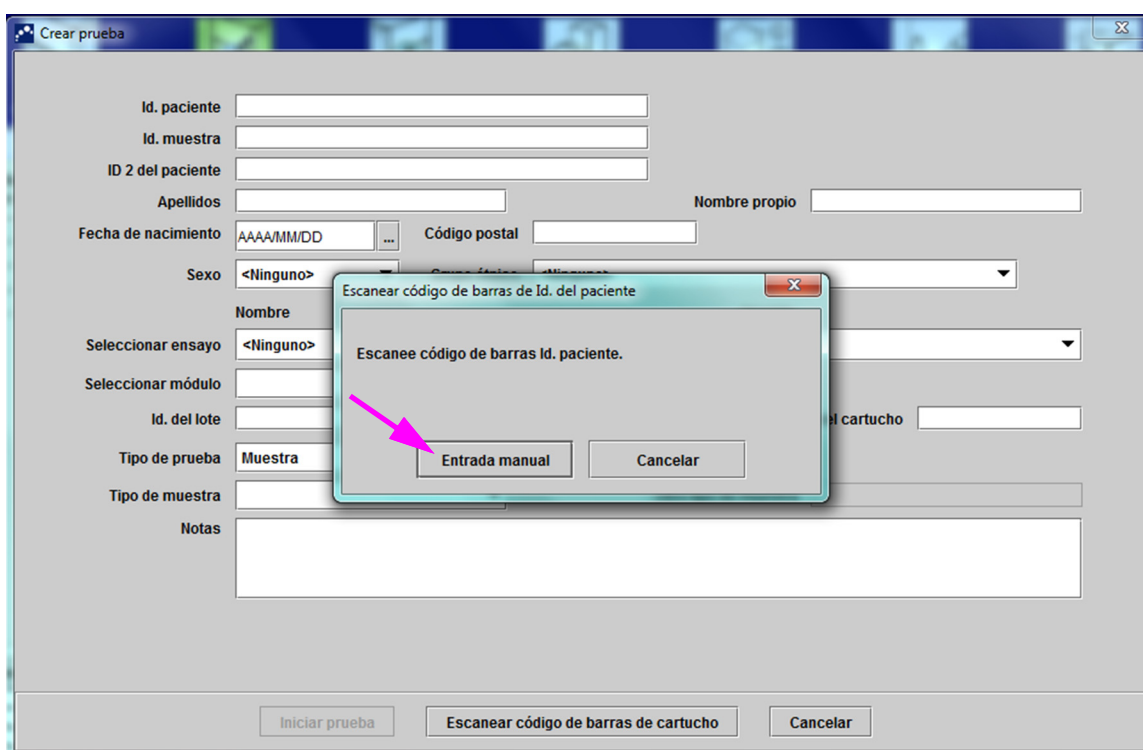 Crear prueba
Id. paciente
Id. muestra
ID 2 del paciente
Apellidos Nombre propio
Fecha de nacimiento AAAA/MM/DD ... Código postal
Sexo <Ninguno> Grupo étnico <Ninguno>
Escanear código de barras de Id. del paciente
Nombre
Seleccionar ensayo <Ninguno>
Escanee código de barras Id. paciente.
Seleccionar módulo
Id. del lote el cartucho
Tipo de prueba Muestra
Entrada manual Cancelar
Tipo de muestra
Notas
Iniciar prueba Escanear código de barras de cartucho Cancelar